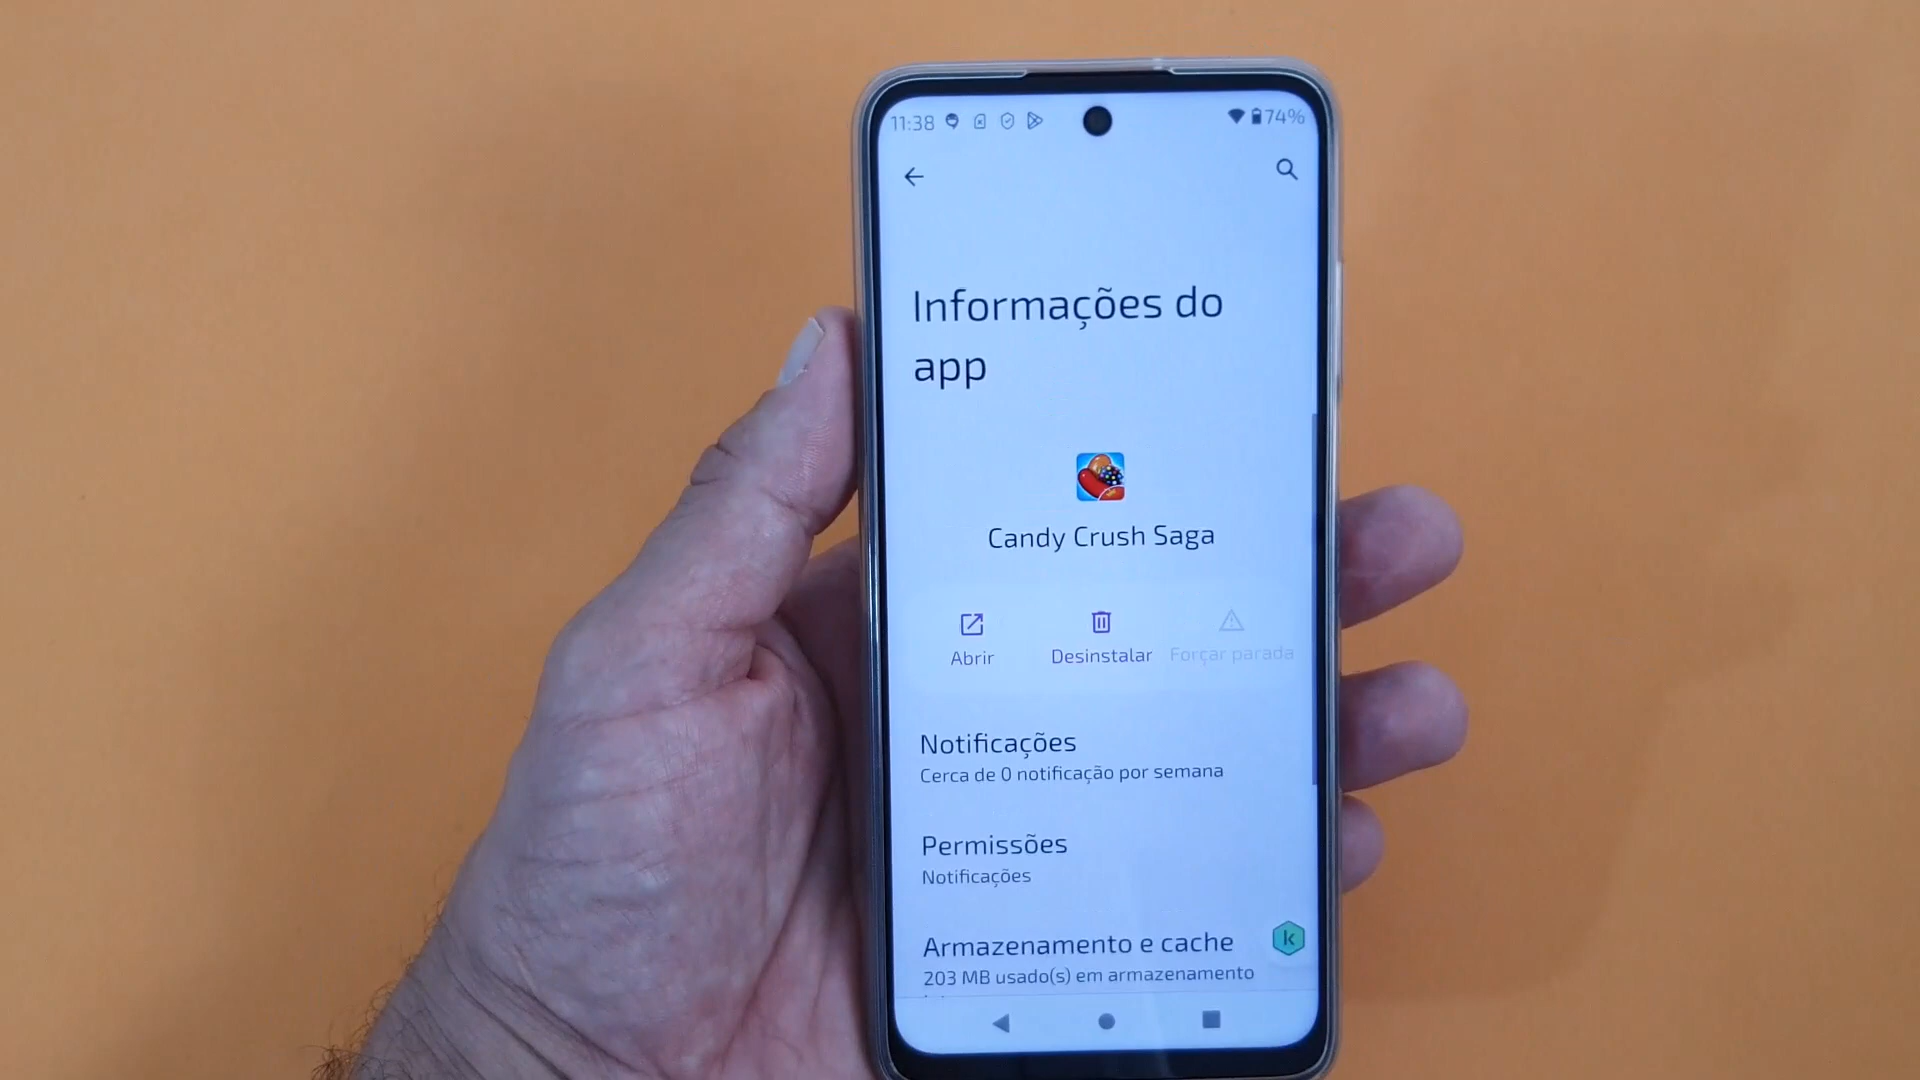 11:38 74%
Informações do
app
Candy Crush Saga
Abrir Desinstalar Forçar parada
Notificações
Cerca de 0 notificação por semana
Permissões
Notificações
Armazenamento e cache
k
203 MB usado(s) em armazenamento